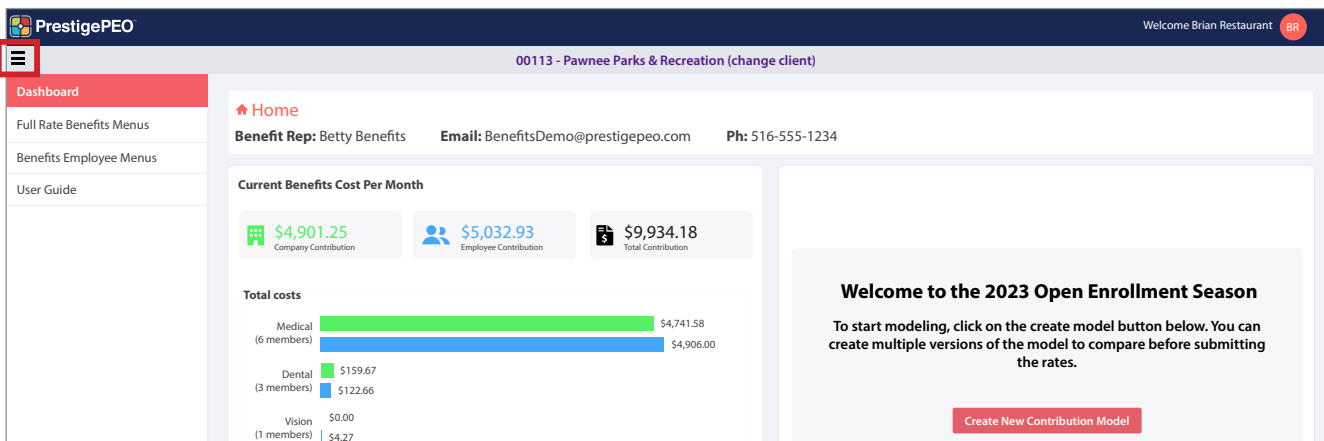 PrestigePEO
Welcome Brian Restaurant BR
00113 - Pawnee Parks & Recreation (change client)
Dashboard
Full Rate Benefits Menus
Benefits Employee Menus
User Guide
Home
Benefit Rep: Betty Benefits Email: BenefitsDemo@prestigepeo.com Ph: 516-555-1234
Current Benefits Cost Per Month
$4,901.25
Company Contribution
$5,032.93
Employee Contribution
$9,934.18
Total Contribution
Total costs
Medical
(6 members)
$4,741.58
$4,906.00
Dental
(3 members)
$159.67
$122.66
Vision
(1 members)
$0.00
$4.27
Welcome to the 2023 Open Enrollment Season
To start modeling, click on the create model button below. You can
create multiple versions of the model to compare before submitting
the rates.
Create New Contribution Model